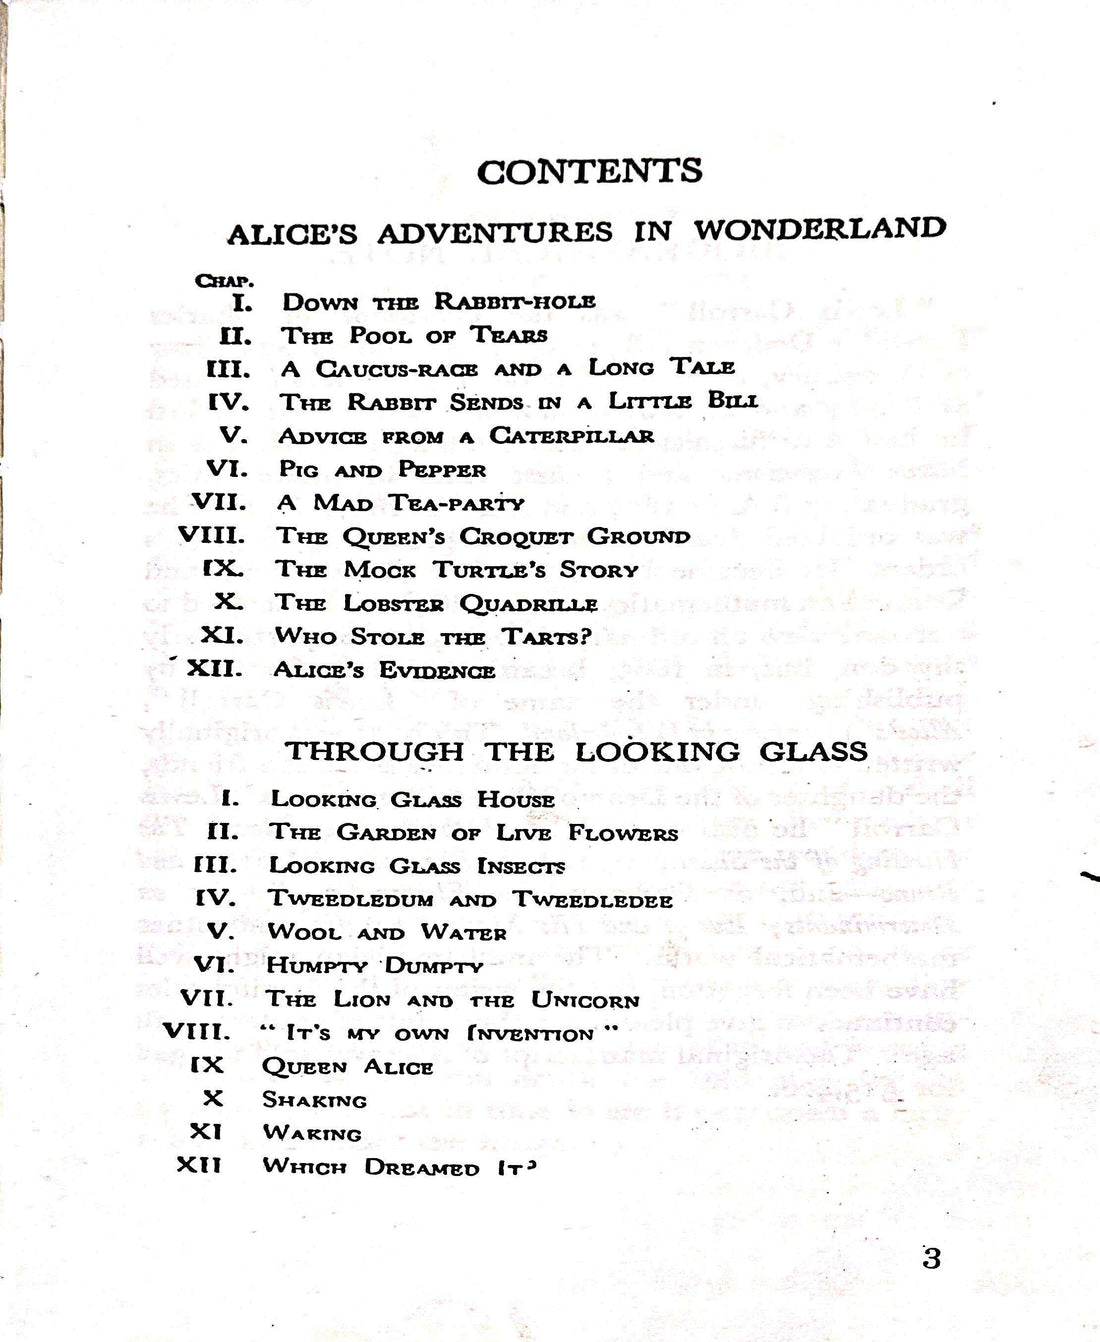 CONTENTS
ALICE'S ADVENTURES IN WONDERLAND
CHAP.
I. DOWN THE RABBIT-HOLE
II. THE POOL OF TEARS
III. A CAUCUS-RACE AND A LONG TALE
IV. THE RABBIT SENDS IN A LITTLE BILL
V. ADVICE FROM A CATERPILLAR
VI. PIG AND PEPPER
VII. A MAD TEA-PARTY
VIII. THE QUEEN'S CROQUET GROUND
IX. THE MOCK TURTLE'S STORY
X. THE LOBSTER QUADRILLE
XI. WHO STOLE THE TARTS?
XII. ALICE'S EVIDENCE
THROUGH THE LOOKING GLASS
I. LOOKING GLASS HOUSE
II. THE GARDEN OF LIVE FLOWERS
III. LOOKING GLASS INSECTS
IV. TWEEDLEDUM AND TWEEDLEDEE
V. WOOL AND WATER
VI. HUMPTY DUMPTY
VII. THE LION AND THE UNICORN
VIII. "IT'S MY OWN INVENTION"
IX QUEEN ALICE
X SHAKING
XI WAKING
XII WHICH DREAMED IT?
3